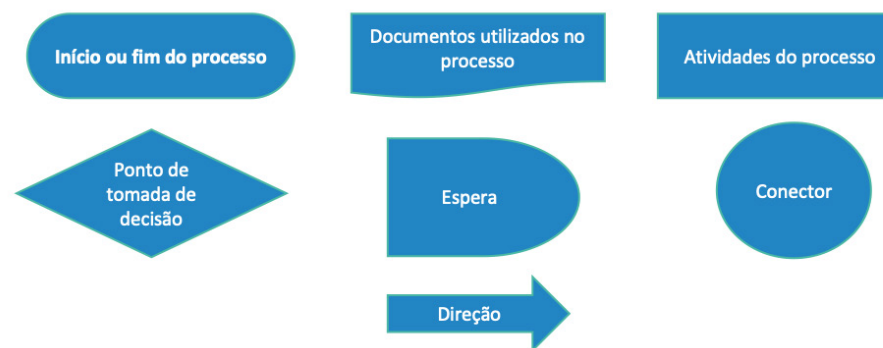 Início ou fim do processo
Documentos utilizados no
processo
Atividades do processo
Ponto de
tomada de
decisão
Espera
Conector
Direção